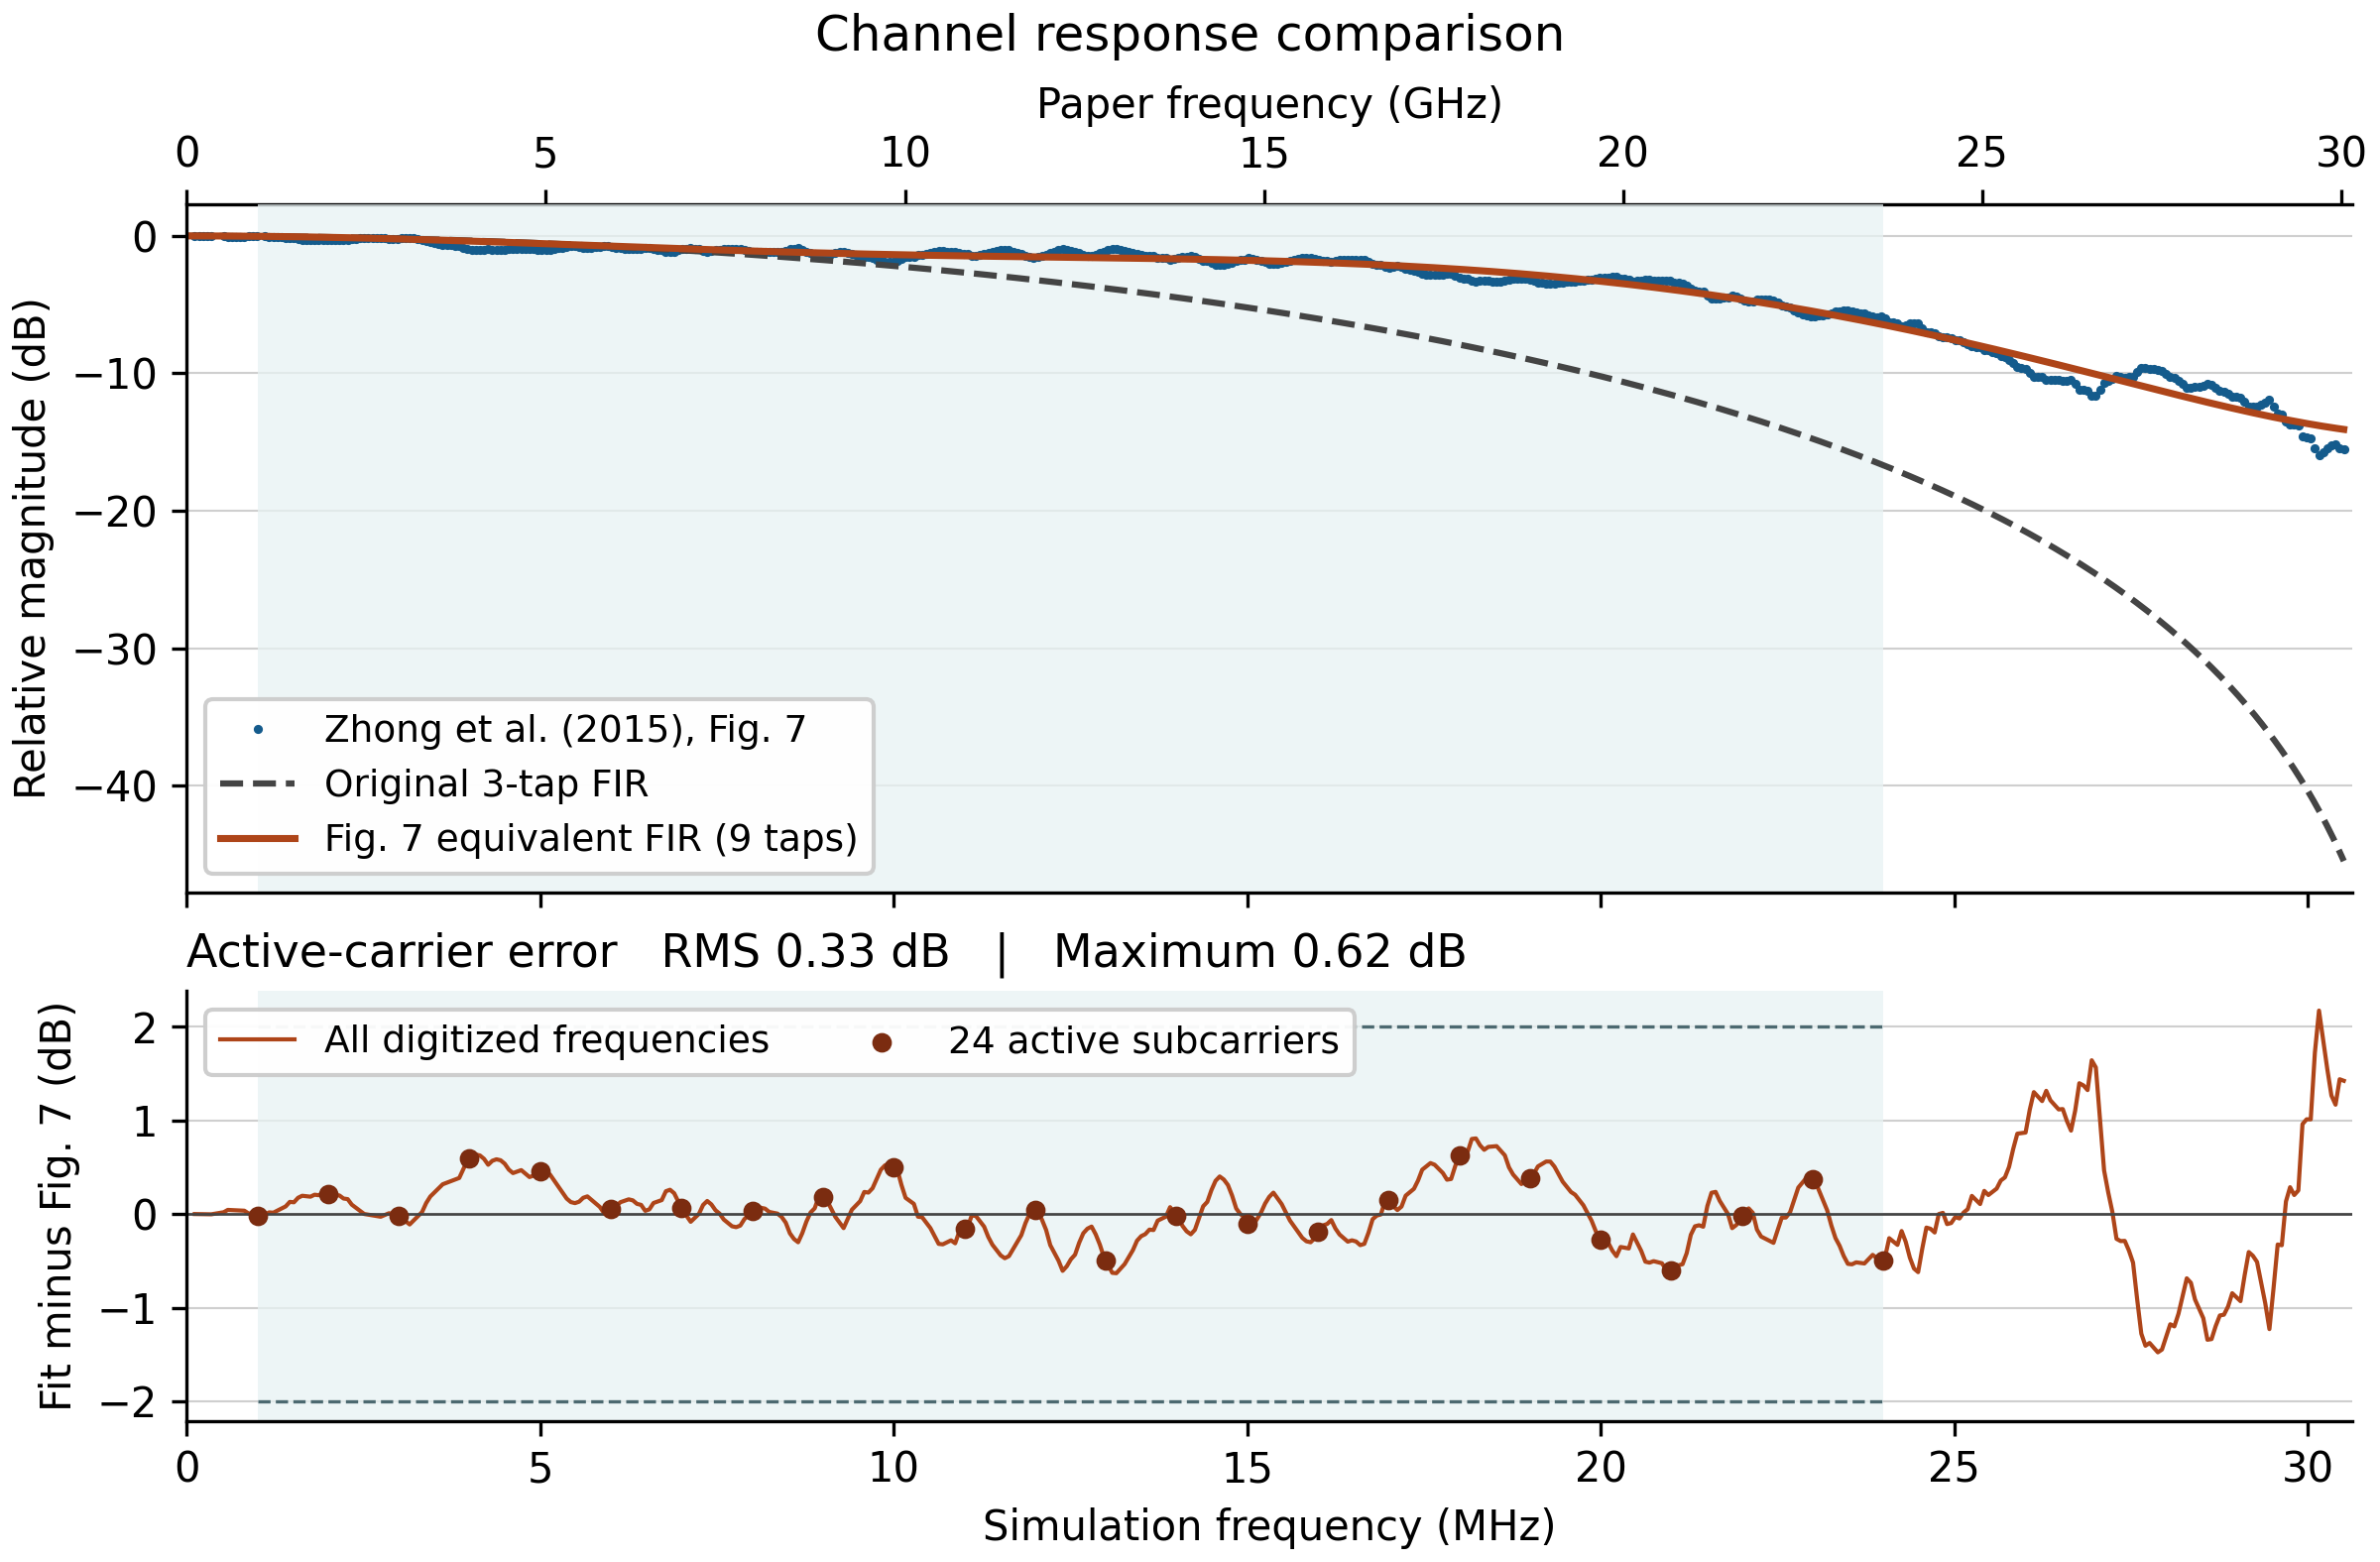 Channel response comparison
Paper frequency (GHz)
0 5 10 15 20 25 30
Relative magnitude (dB)
0
−10
−20
−30
−40
Zhong et al. (2015), Fig. 7
Original 3-tap FIR
Fig. 7 equivalent FIR (9 taps)
Active-carrier error RMS 0.33 dB | Maximum 0.62 dB
Fit minus Fig. 7 (dB)
2
1
0
−1
−2
All digitized frequencies 24 active subcarriers
0 5 10 15 20 25 30
Simulation frequency (MHz)